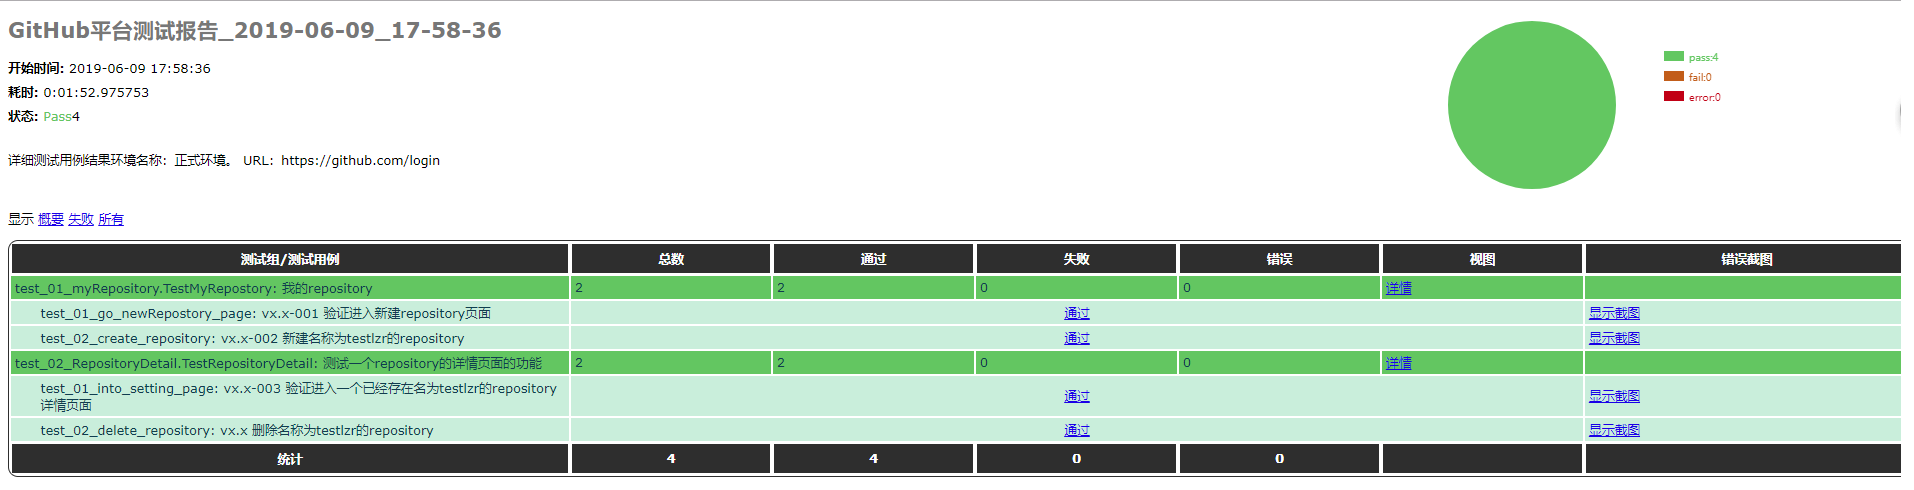 GitHub平台测试报告_2019-06-09_17-58-36
开始时间: 2019-06-09 17:58:36
耗时: 0:01:52.975753
状态: Pass4
详细测试用例结果环境名称：正式环境。 URL：https://github.com/login
pass:4
fail:0
error:0
显示 概要 失败 所有
测试组/测试用例 总数 通过 失败 错误 视图 错误截图
test_01_myRepository.TestMyRepostory: 我的repository 2 2 0 0 详情
test_01_go_newRepostory_page: vx.x-001 验证进入新建repository页面 通过 显示截图
test_02_create_repository: vx.x-002 新建名称为testlzr的repository 通过 显示截图
test_02_RepositoryDetail.TestRepositoryDetail: 测试一个repository的详情页面的功能 2 2 0 0 详情
test_01_into_setting_page: vx.x-003 验证进入一个已经存在名为testlzr的repository
详情页面 通过 显示截图
test_02_delete_repository: vx.x 删除名称为testlzr的repository 通过 显示截图
统计 4 4 0 0